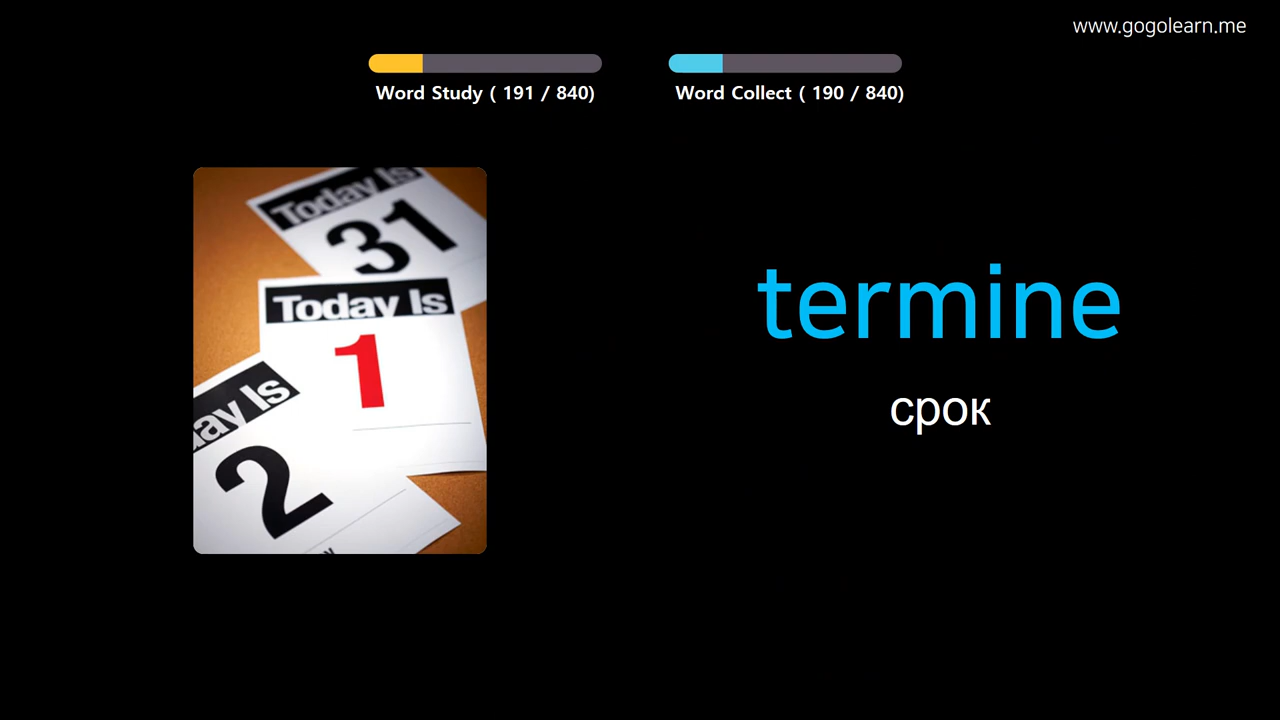 www.gogolearn.me
Word Study ( 191 / 840)
Word Collect ( 190 / 840)
Today Is
31
Today Is
1
ay Is
2
termine
срок